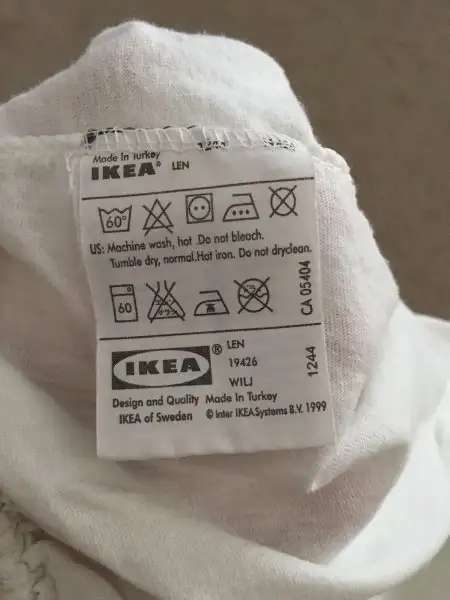 Made in Turkey
IKEA® LEN
60°
US: Machine wash, hot .Do not bleach.
Tumble dry, normal.Hat iron. Do not dryclean.
60
CA 05404
IKEA® LEN
19426
WILJ
1244
Design and Quality Made In Turkey
IKEA of Sweden © Inter IKEA Systems B.V. 1999